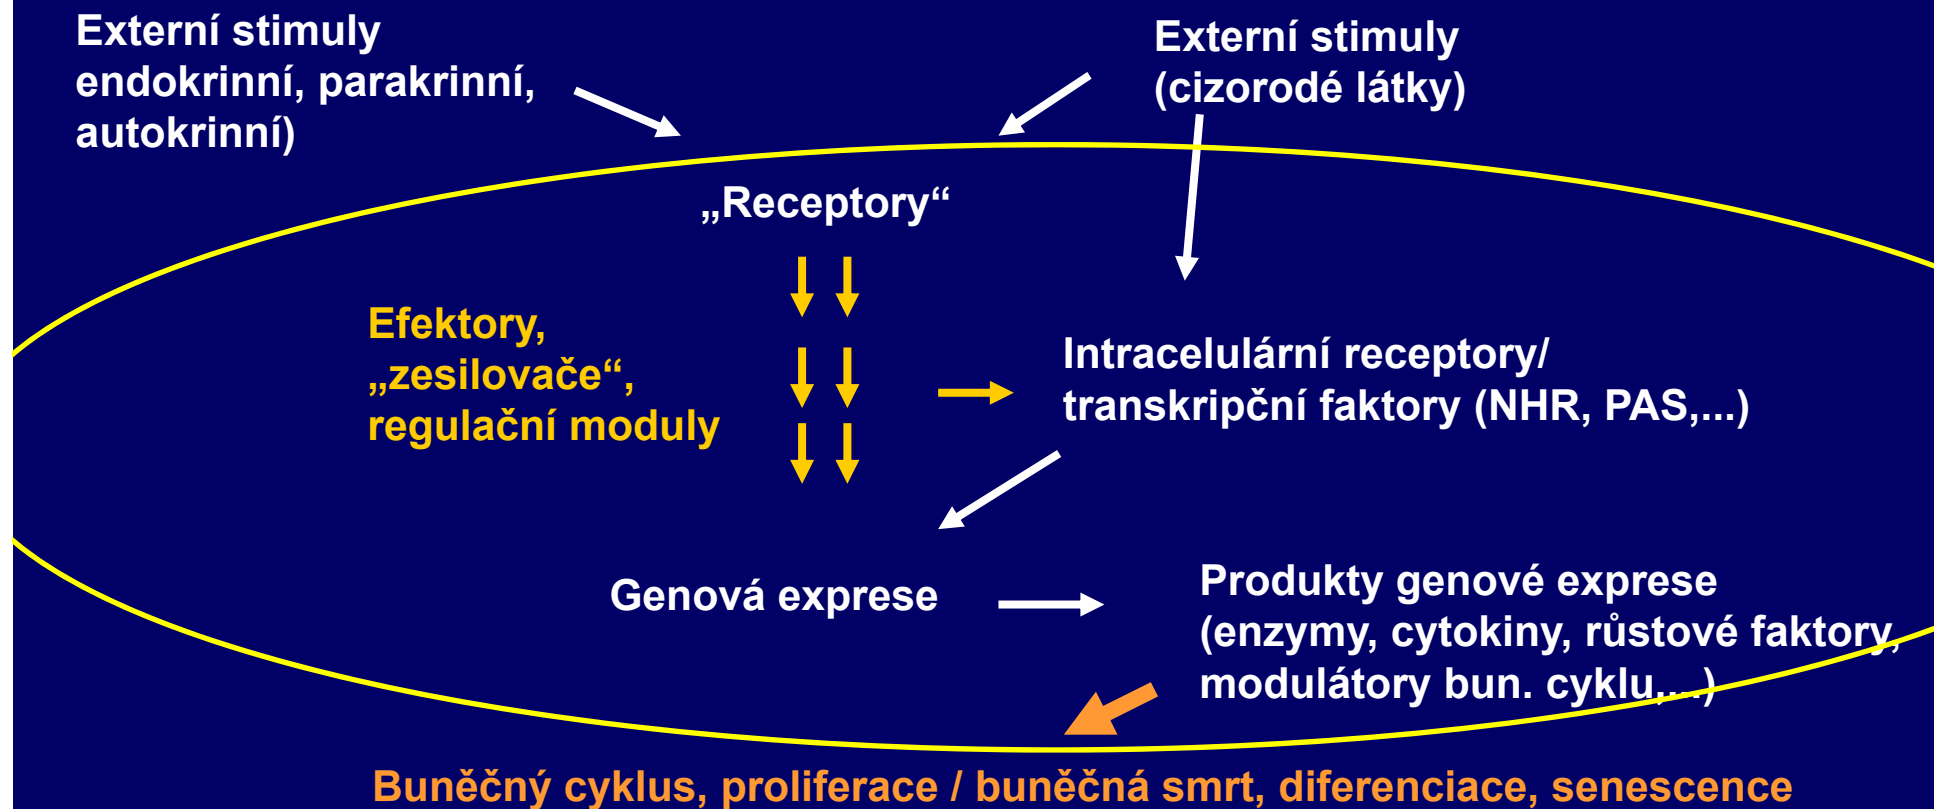 Externí stimuly
endokrinní, parakrinní,
autokrinní)
Externí stimuly
(cizorodé látky)
„Receptory“
Efektory,
„zesilovače“,
regulační moduly
Intracelulární receptory/
transkripční faktory (NHR, PAS,...)
Genová exprese
Produkty genové exprese
(enzymy, cytokiny, růstové faktory,
modulátory bun. cyklu,...)
Buněčný cyklus, proliferace / buněčná smrt, diferenciace, senescence